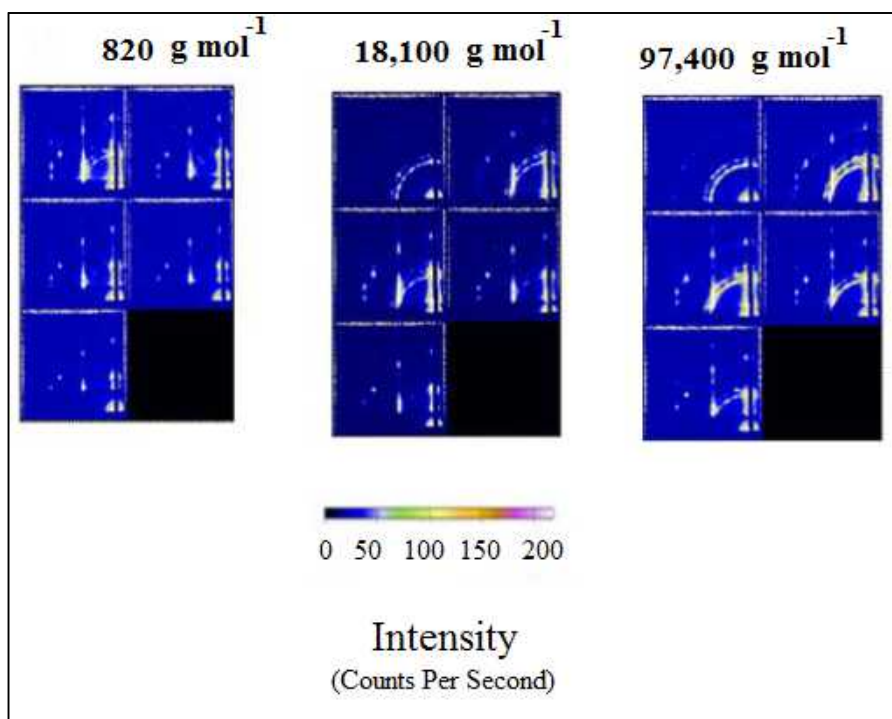 820 g mol-1 18,100 g mol-1 97,400 g mol-1
0 50 100 150 200
Intensity
(Counts Per Second)